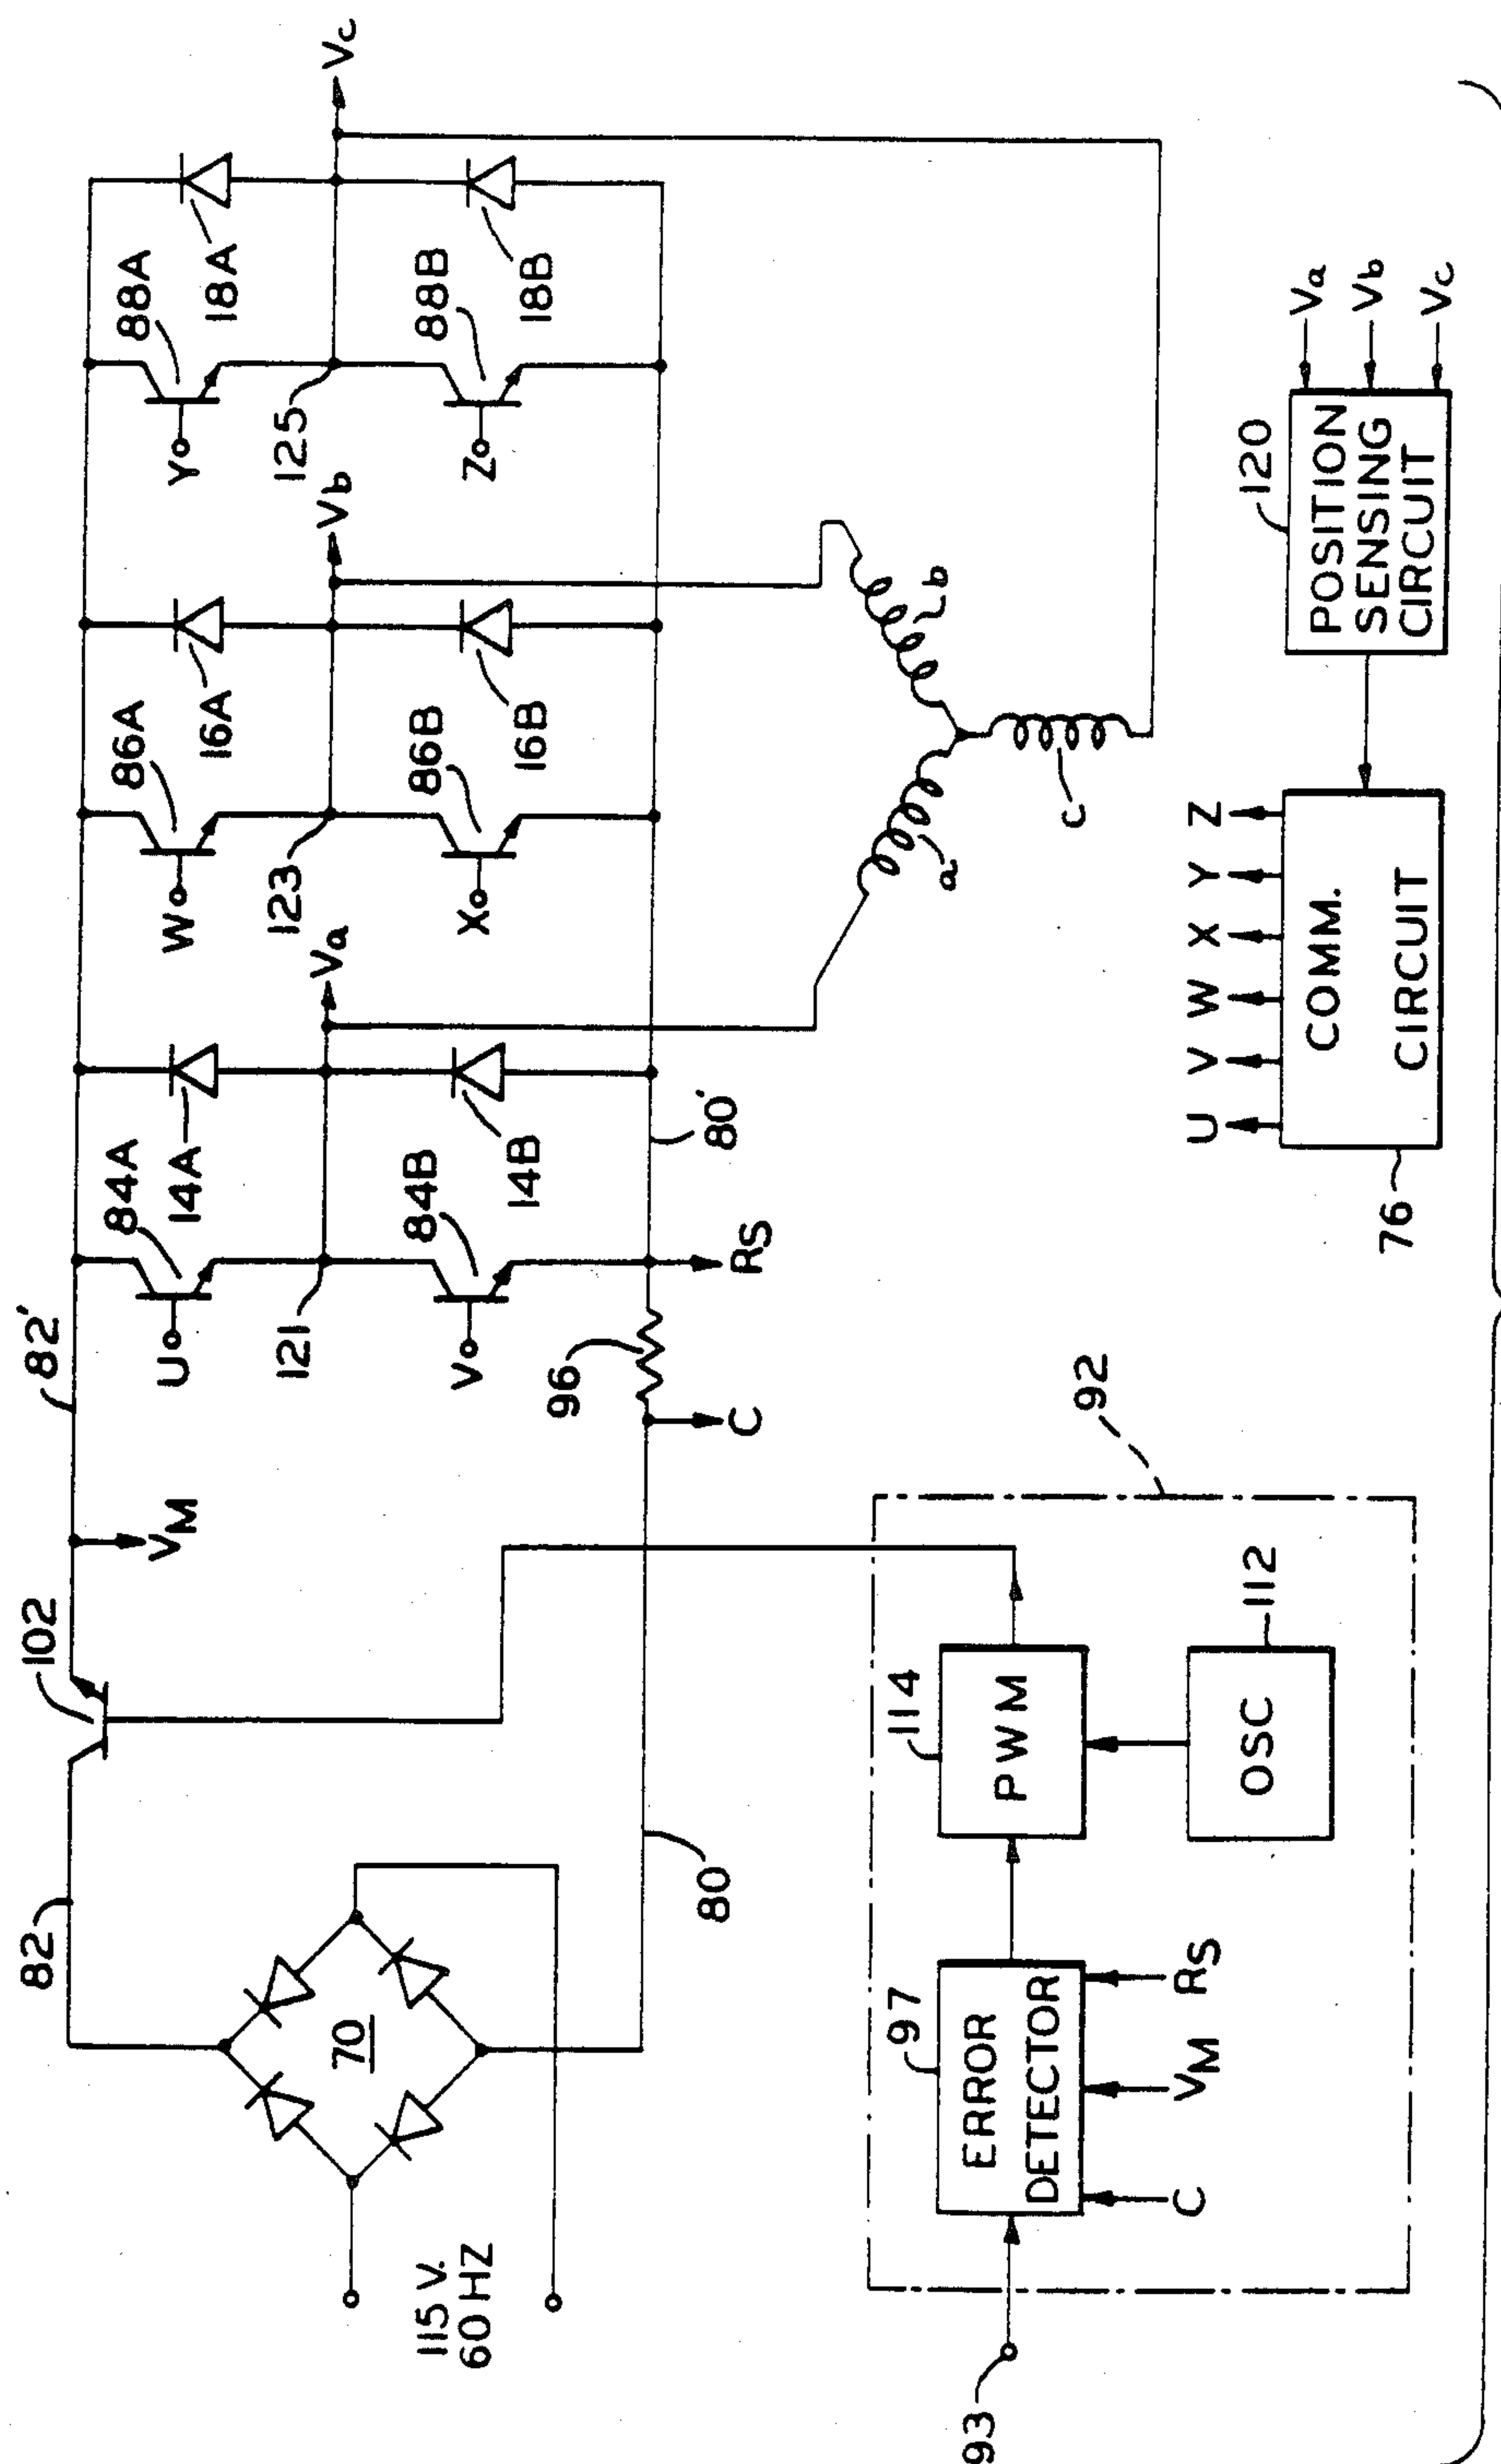 82
102
VM
82'
84A
U
14A
121
Va
84B
V
14B
86A
W
16A
123
Vb
86B
X
16B
88A
Y
18A
125
Vc
88B
Z
18B
70
115 V.
60 HZ
80
96
C
RS
80'
a
b
c
92
93
97
ERROR
DETECTOR
C
VM
RS
114
PWM
112
OSC
U
V
W
X
Y
Z
76
COMM.
CIRCUIT
120
POSITION
SENSING
CIRCUIT
Va
Vb
Vc